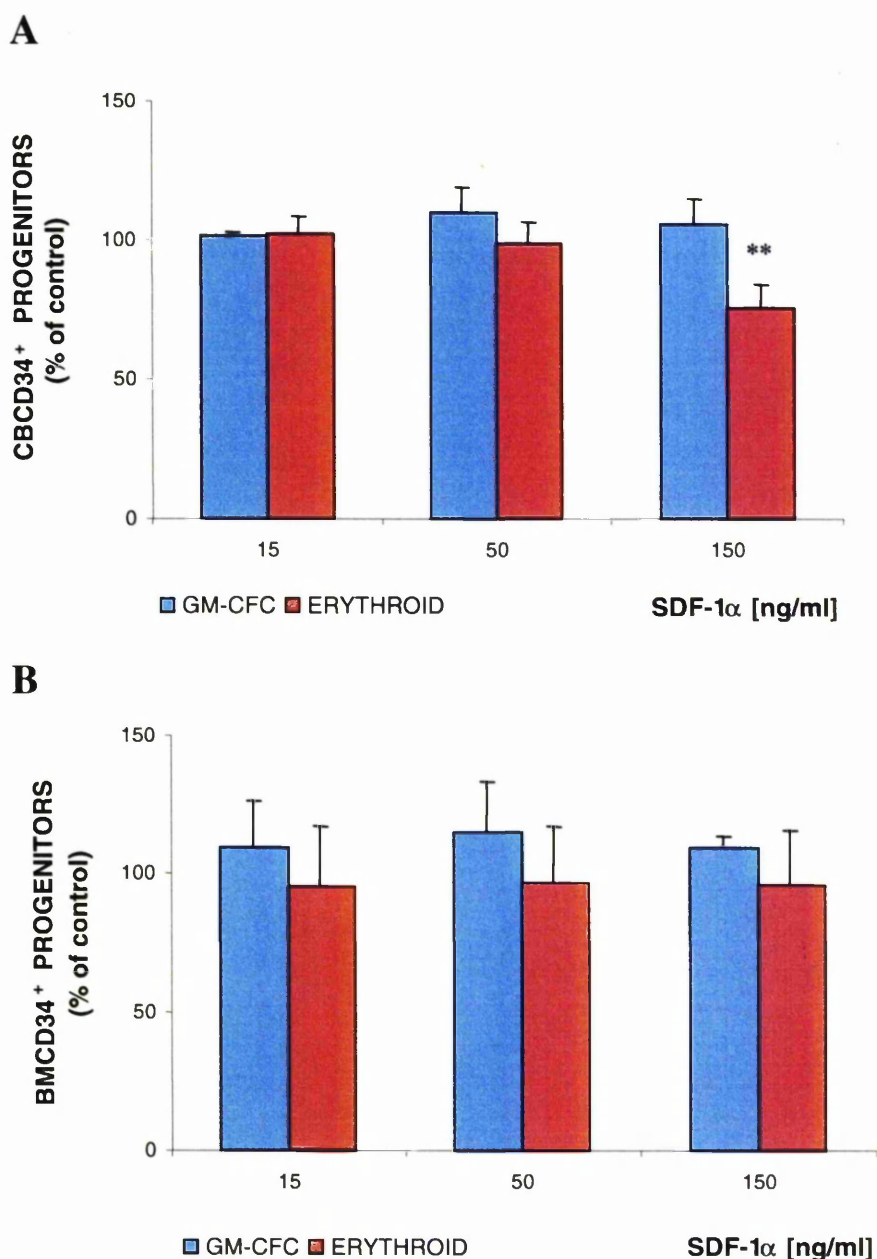 A
CBCD34⁺ PROGENITORS
(% of control)
150
100
50
0
**
15
50
150
GM-CFC ERYTHROID
SDF-1α [ng/ml]
B
BMCD34⁺ PROGENITORS
(% of control)
150
100
50
0
15
50
150
GM-CFC ERYTHROID
SDF-1α [ng/ml]